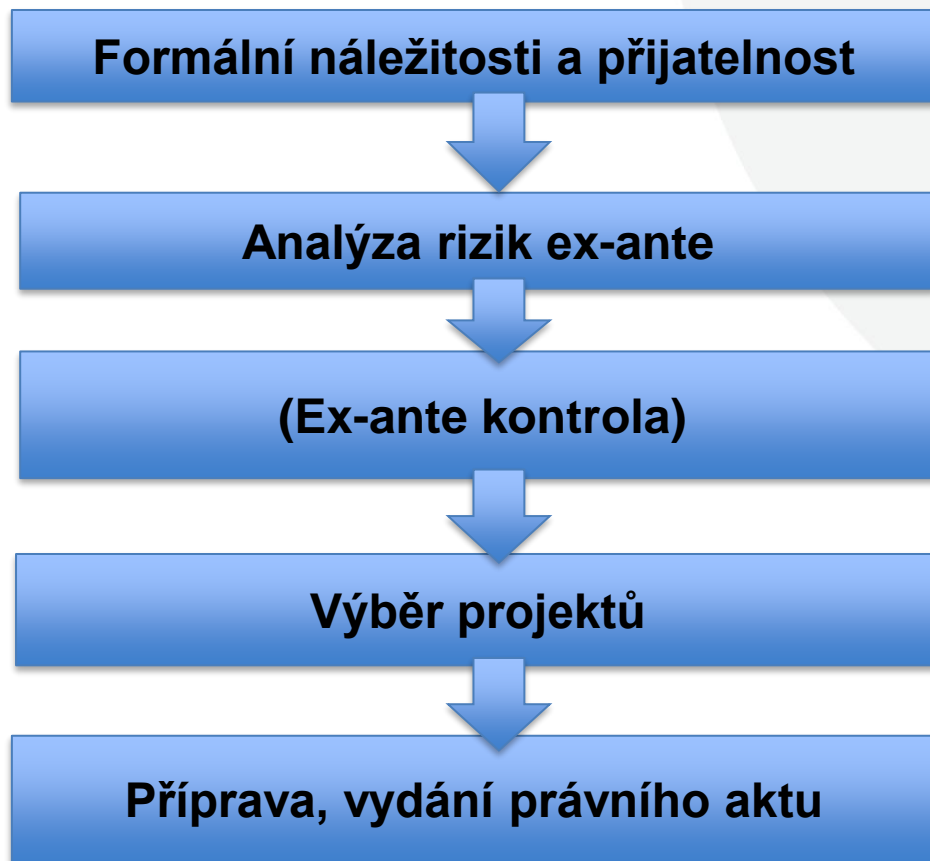 Formální náležitosti a přijatelnost
Analýza rizik ex-ante
(Ex-ante kontrola)
Výběr projektů
Příprava, vydání právního aktu